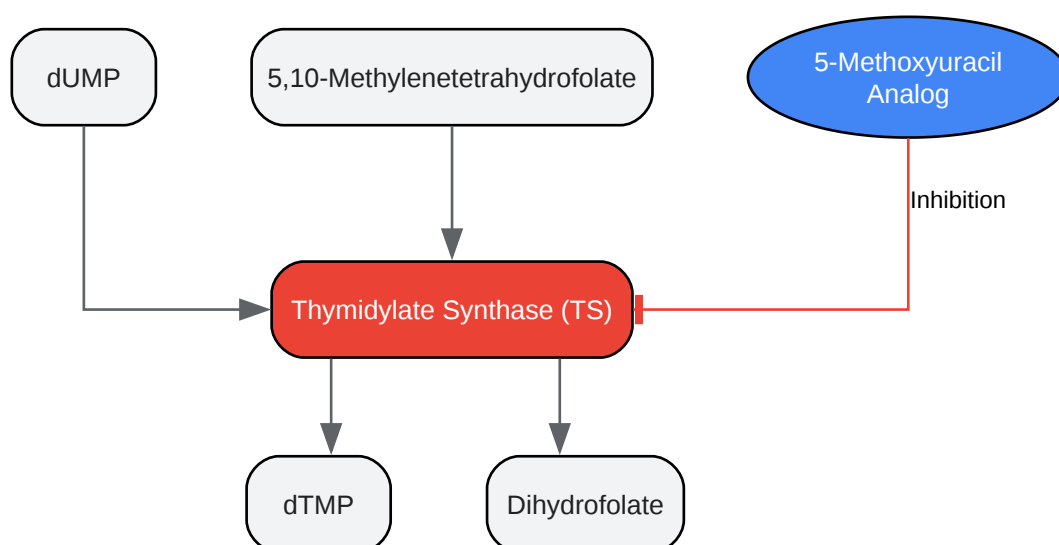 dUMP
5,10-Methylenetetrahydrofolate
5-Methoxyuracil
Analog
Inhibition
Thymidylate Synthase (TS)
dTMP
Dihydrofolate